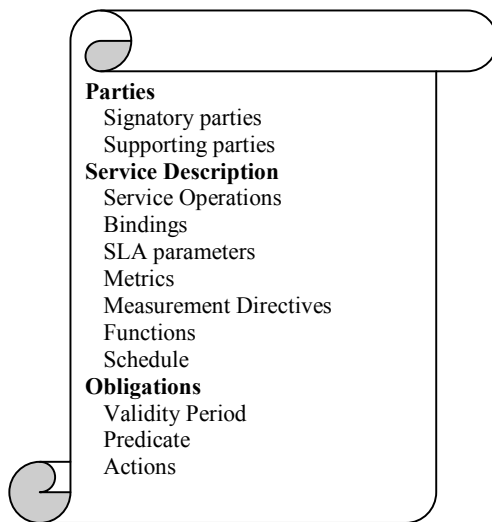 Parties
Signatory parties
Supporting parties
Service Description
Service Operations
Bindings
SLA parameters
Metrics
Measurement Directives
Functions
Schedule
Obligations
Validity Period
Predicate
Actions